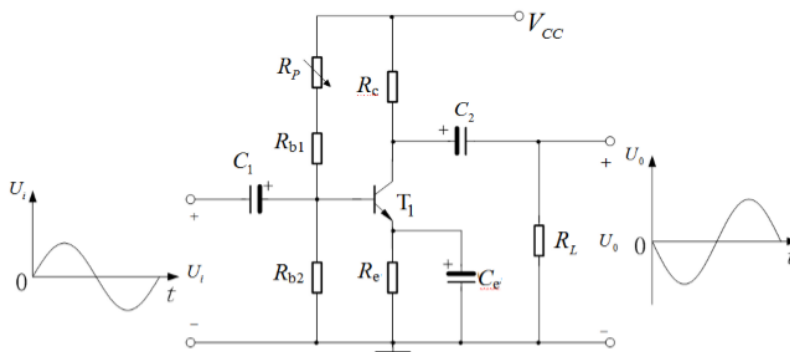 V_CC
R_P
R_c
C_2
R_b1
C_1
+
+
+
U_0
U_i
+
T_1
0
U_i
t
R_b2
R_e
+
C_e
R_L
U_0
0
t
−
−